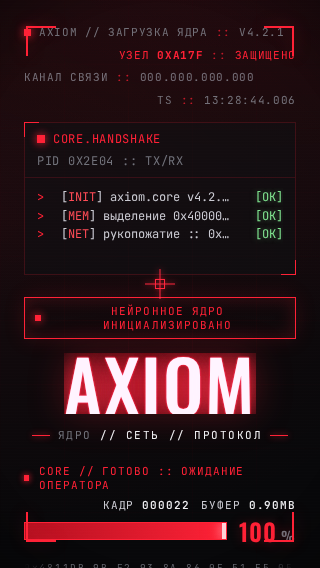 AXIOM // ЗАГРУЗКА ЯДРА :: V4.2.1
УЗЕЛ 0XA17F :: ЗАЩИЩЕНО
КАНАЛ СВЯЗИ :: 000.000.000.000
TS :: 13:28:44.006
CORE.HANDSHAKE
PID 0X2E04 :: TX/RX
> [INIT] axiom.core v4.2.… [OK]
> [MEM] выделение 0x40000… [OK]
> [NET] рукопожатие :: 0x… [OK]
НЕЙРОННОЕ ЯДРО
ИНИЦИАЛИЗИРОВАНО
AXIOM
ЯДРО // СЕТЬ // ПРОТОКОЛ
CORE // ГОТОВО :: ОЖИДАНИЕ
ОПЕРАТОРА
КАДР 000022 БУФЕР 0.90MB
100 %